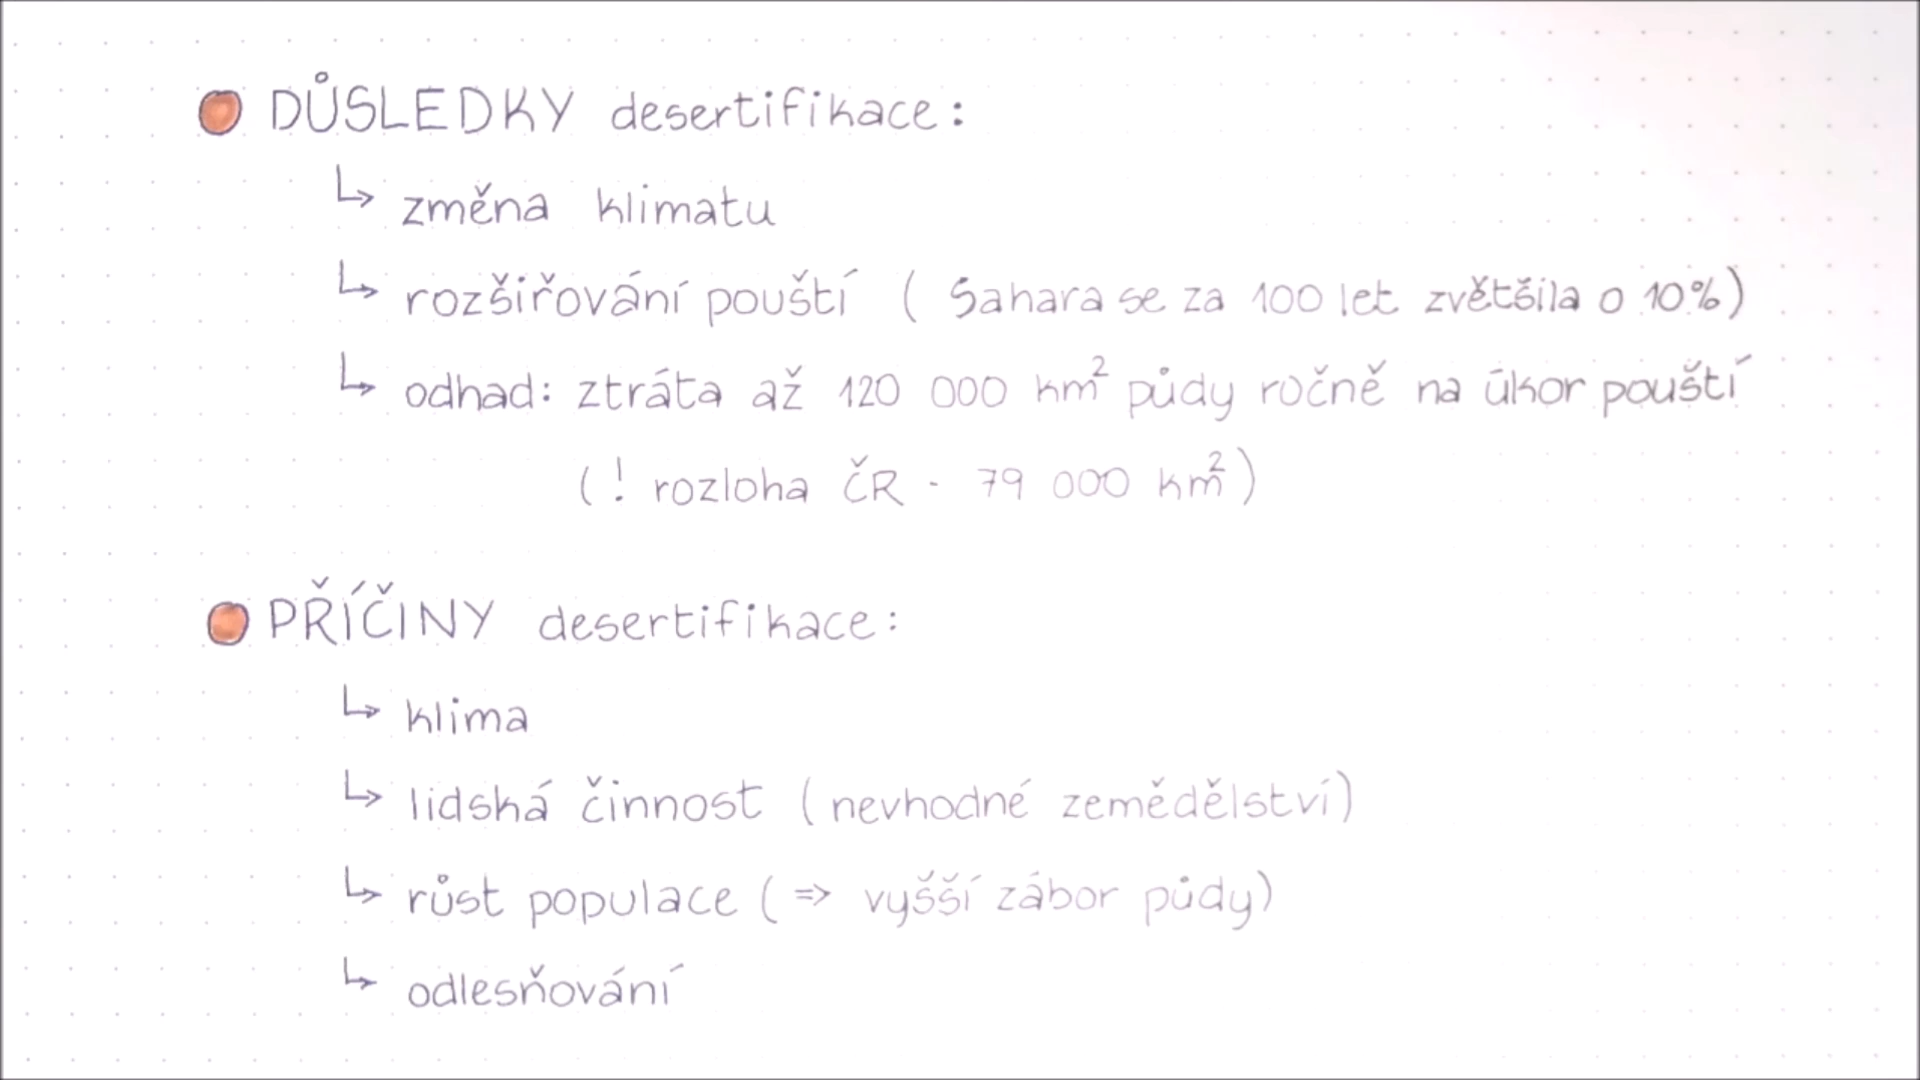 DŮSLEDKY desertifikace:
↳ změna klimatu
↳ rozšiřování pouští (Sahara se za 100 let zvětšila o 10%)
↳ odhad: ztráta až 120 000 km² půdy ročně na úkor pouští
(! rozloha ČR - 79 000 km²)
PŘÍČINY desertifikace:
↳ klima
↳ lidská činnost (nevhodné zemědělství)
↳ růst populace (=> vyšší zábor půdy)
↳ odlesňování